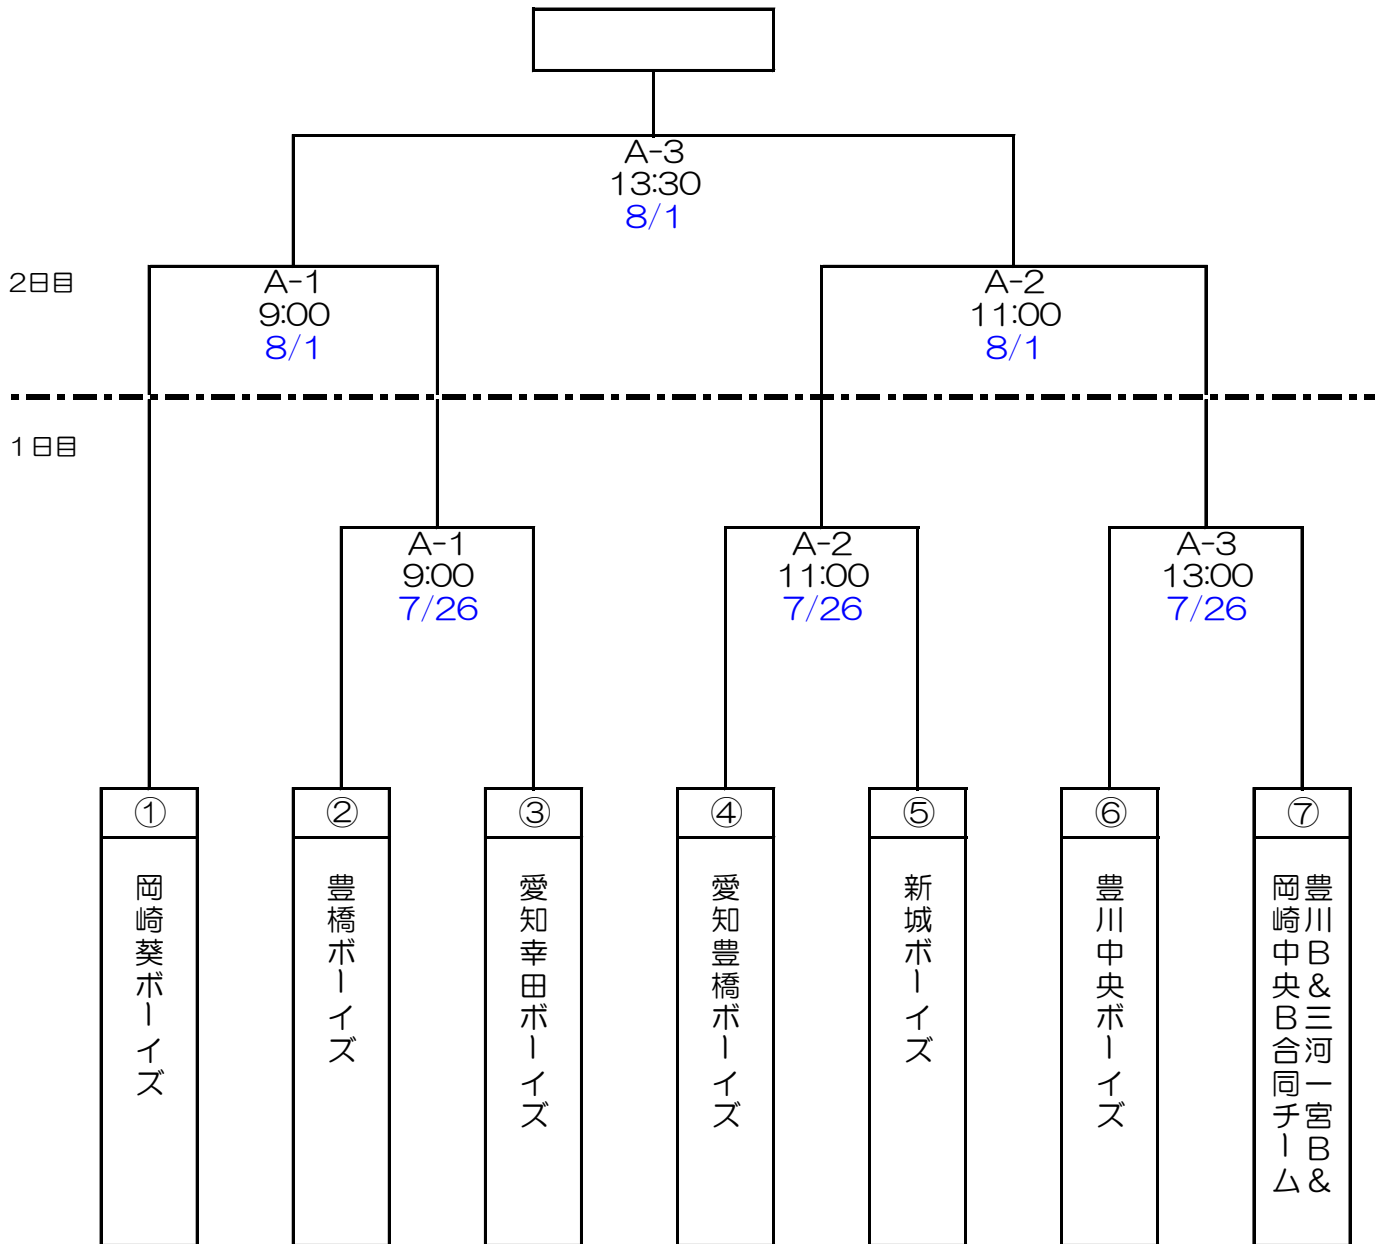 A-3
13:30
8/1
2日目
A-1
9:00
8/1
A-2
11:00
8/1
1日目
A-1
9:00
7/26
A-2
11:00
7/26
A-3
13:00
7/26
①
②
③
④
⑤
⑥
⑦
岡崎葵ボーイズ
豊橋ボーイズ
愛知幸田ボーイズ
愛知豊橋ボーイズ
新城ボーイズ
豊川中央ボーイズ
豊川B&三河一宮B&
岡崎中央B合同チーム